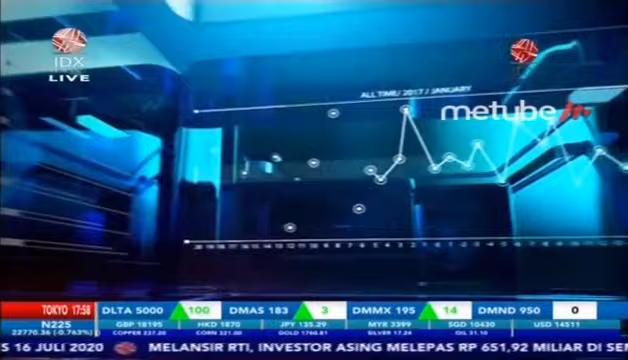 IDX
LIVE
ALL TIME/ 2017 / JANUARY
metube
TOKYO 17:58 DLTA 5000 100 DMAS 183 3 DMMX 195 14 DMND 950 0
N225 GBP 18195 HKD 1870 JPY 135.29 MYR 3399 SGD 10430 USD 14511
22770.36 (-0.763%) COPPER 237.20 CORN 321.00 GOLD 1760.81 SILVER 17.24 OIL 31.10
S 16 JULI 2020 MELANSIR RTI, INVESTOR ASING MELEPAS RP 651,92 MILIAR DI SEM